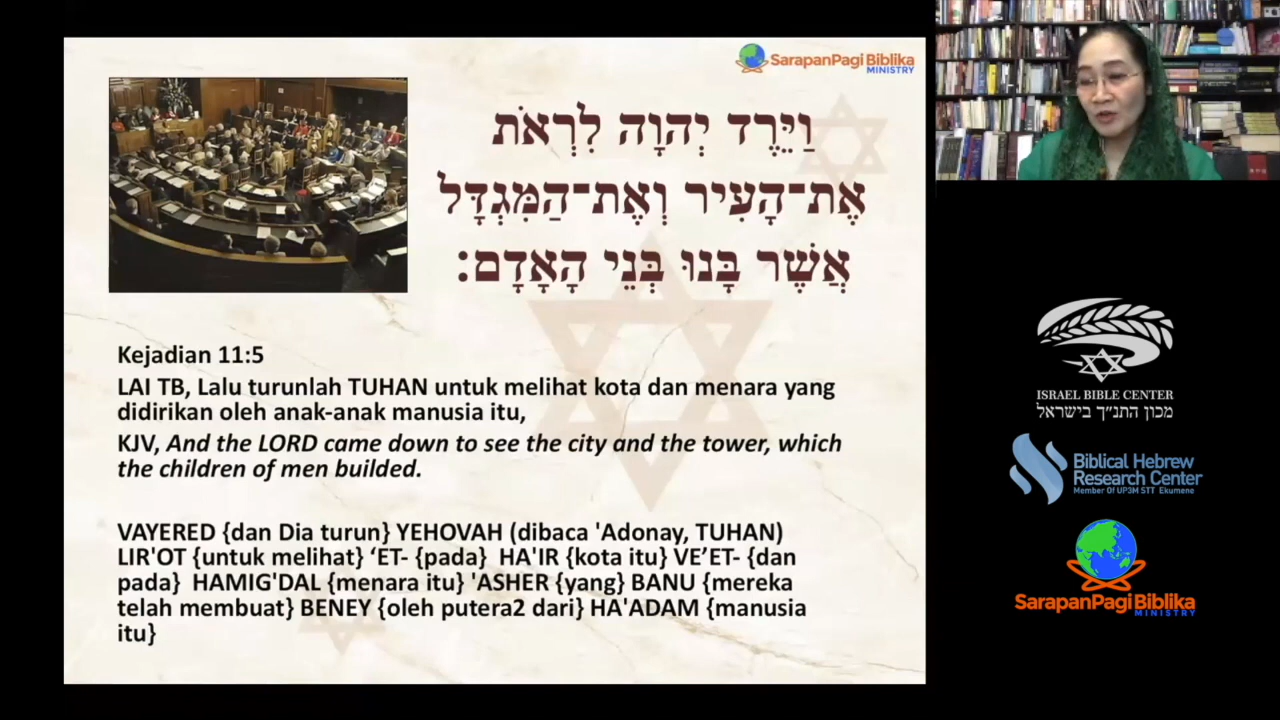 SarapanPagi Biblika
MINISTRY
וַיֵּרֶד יְהוָה לִרְאֹת
אֶת־הָעִיר וְאֶת־הַמִּגְדָּל
אֲשֶׁר בָּנוּ בְּנֵי הָאָדָם׃
Kejadian 11:5
LAI TB, Lalu turunlah TUHAN untuk melihat kota dan menara yang
didirikan oleh anak-anak manusia itu,
KJV, And the LORD came down to see the city and the tower, which
the children of men builded.
VAYERED {dan Dia turun} YEHOVAH (dibaca 'Adonay, TUHAN)
LIR'OT {untuk melihat} ‘ET- {pada} HA'IR {kota itu} VE’ET- {dan
pada} HAMIG'DAL {menara itu} 'ASHER {yang} BANU {mereka
telah membuat} BENEY {oleh putera2 dari} HA'ADAM {manusia
itu}
ISRAEL BIBLE CENTER
מכון התנ״ך בישראל
Biblical Hebrew
Research Center
Member Of UP3M STT Ekumene
SarapanPagi Biblika
MINISTRY